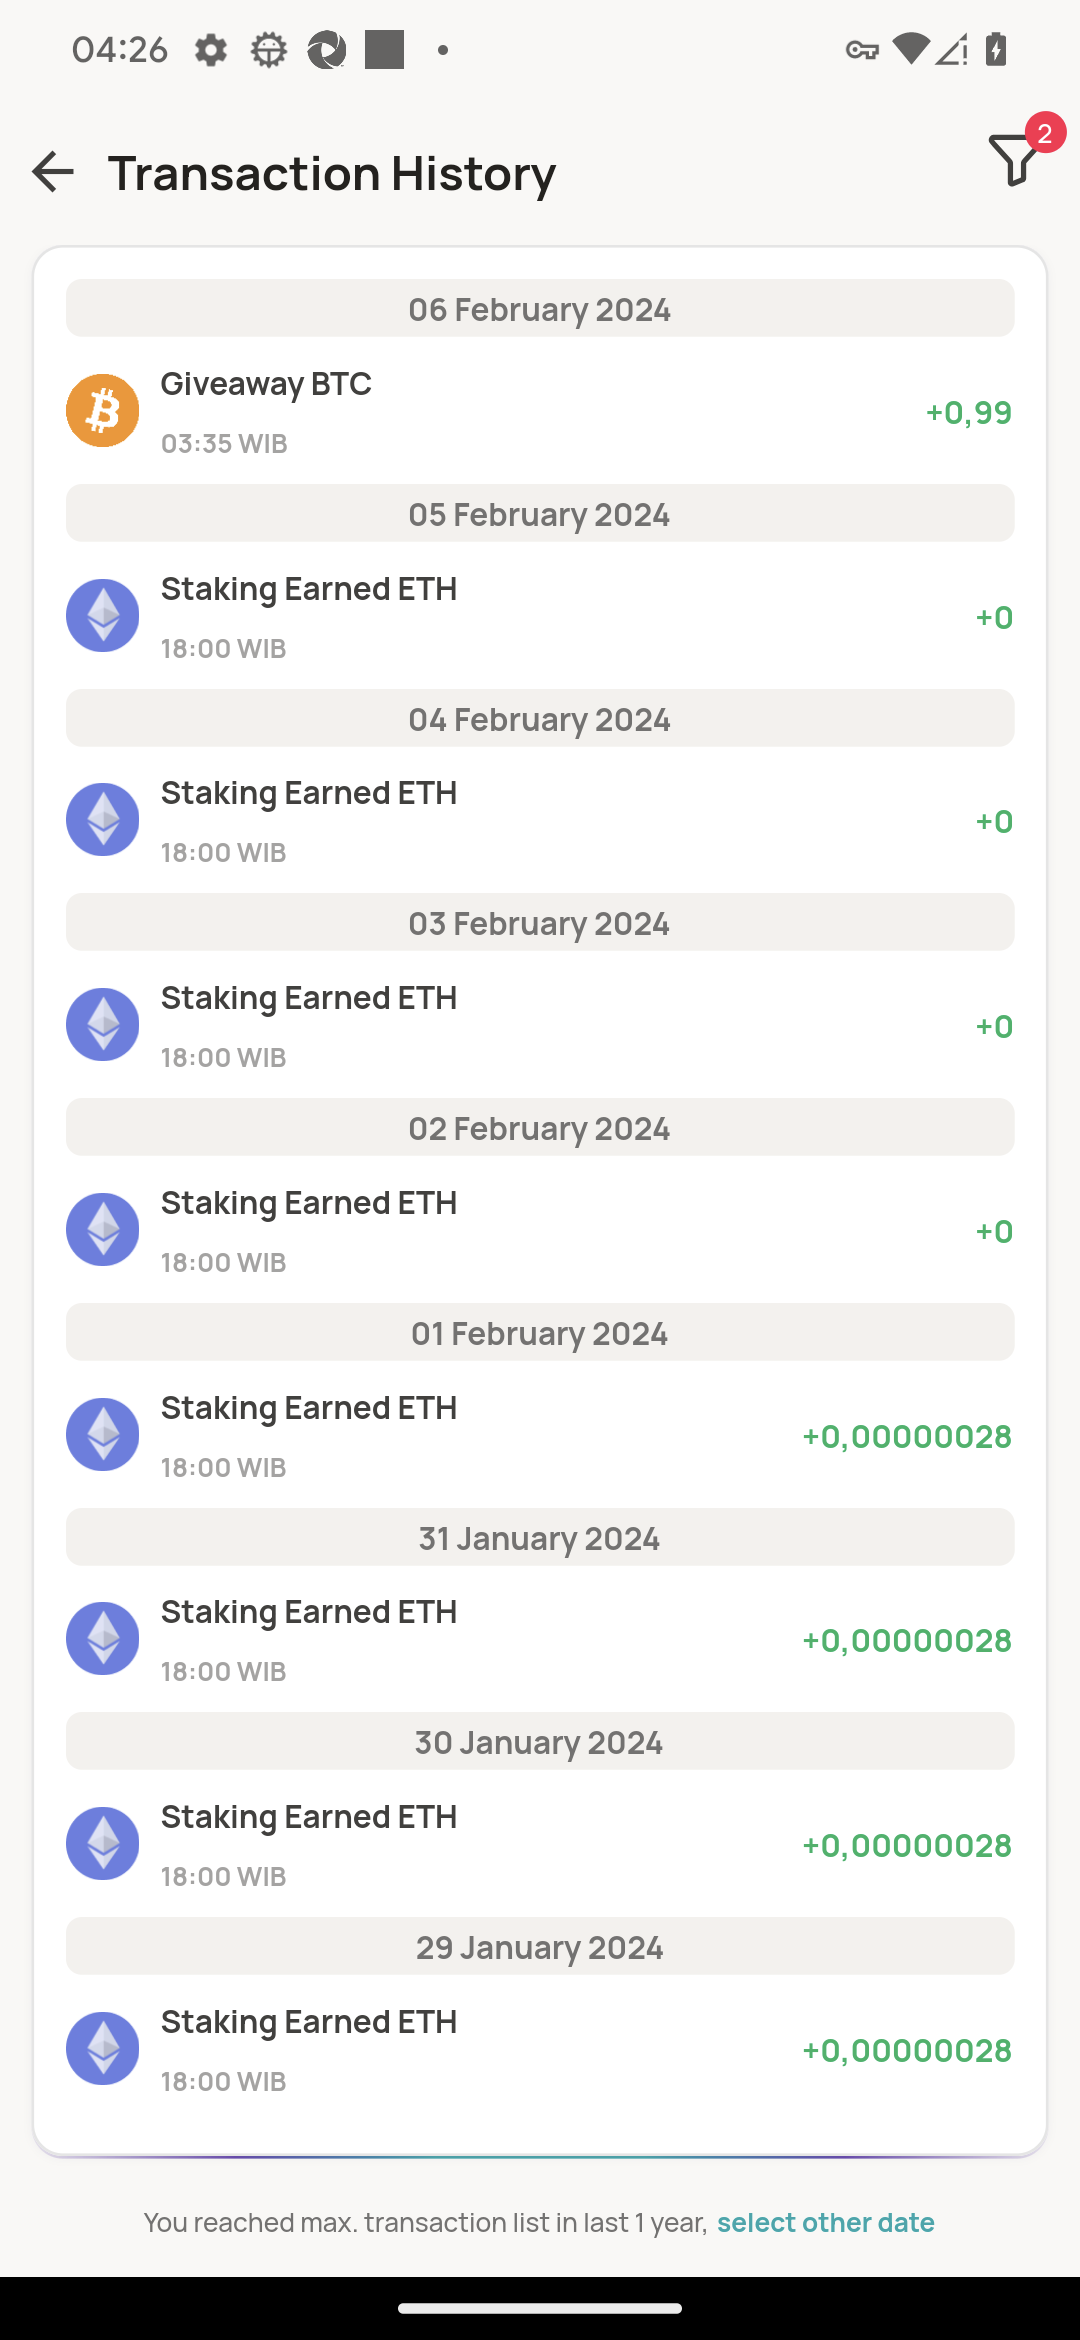 04:26
Transaction History
2
06 February 2024
Giveaway BTC
+0,99
03:35 WIB
05 February 2024
Staking Earned ETH
+0
18:00 WIB
04 February 2024
Staking Earned ETH
+0
18:00 WIB
03 February 2024
Staking Earned ETH
+0
18:00 WIB
02 February 2024
Staking Earned ETH
+0
18:00 WIB
01 February 2024
Staking Earned ETH
+0,00000028
18:00 WIB
31 January 2024
Staking Earned ETH
+0,00000028
18:00 WIB
30 January 2024
Staking Earned ETH
+0,00000028
18:00 WIB
29 January 2024
Staking Earned ETH
+0,00000028
18:00 WIB
You reached max. transaction list in last 1 year, select other date